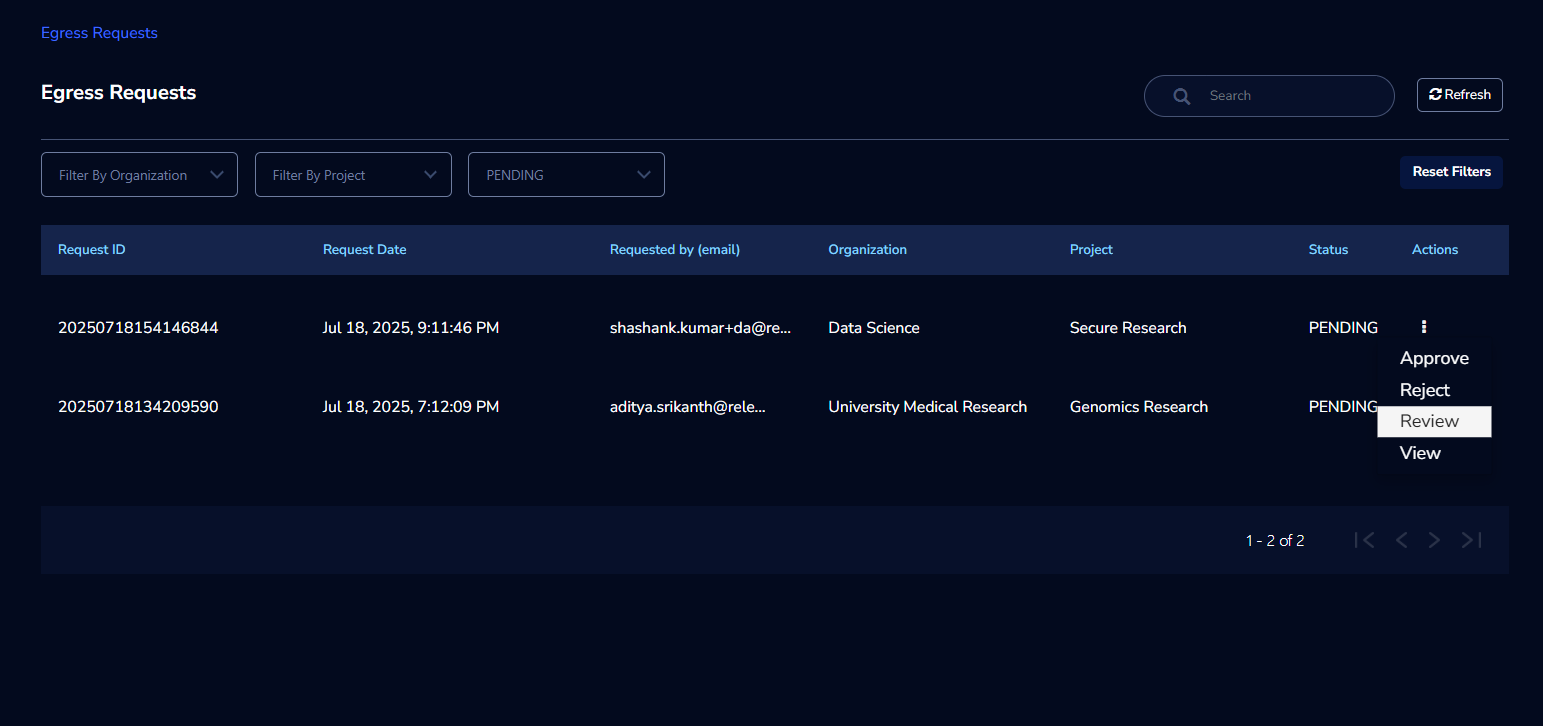 Egress Requests
Egress Requests
Search
Refresh
Filter By Organization
Filter By Project
PENDING
Reset Filters
Request ID Request Date Requested by (email) Organization Project Status Actions
20250718154146844 Jul 18, 2025, 9:11:46 PM shashank.kumar+da@re... Data Science Secure Research PENDING
Approve
Reject
20250718134209590 Jul 18, 2025, 7:12:09 PM aditya.srikanth@rele... University Medical Research Genomics Research PENDING
Review
View
1 - 2 of 2